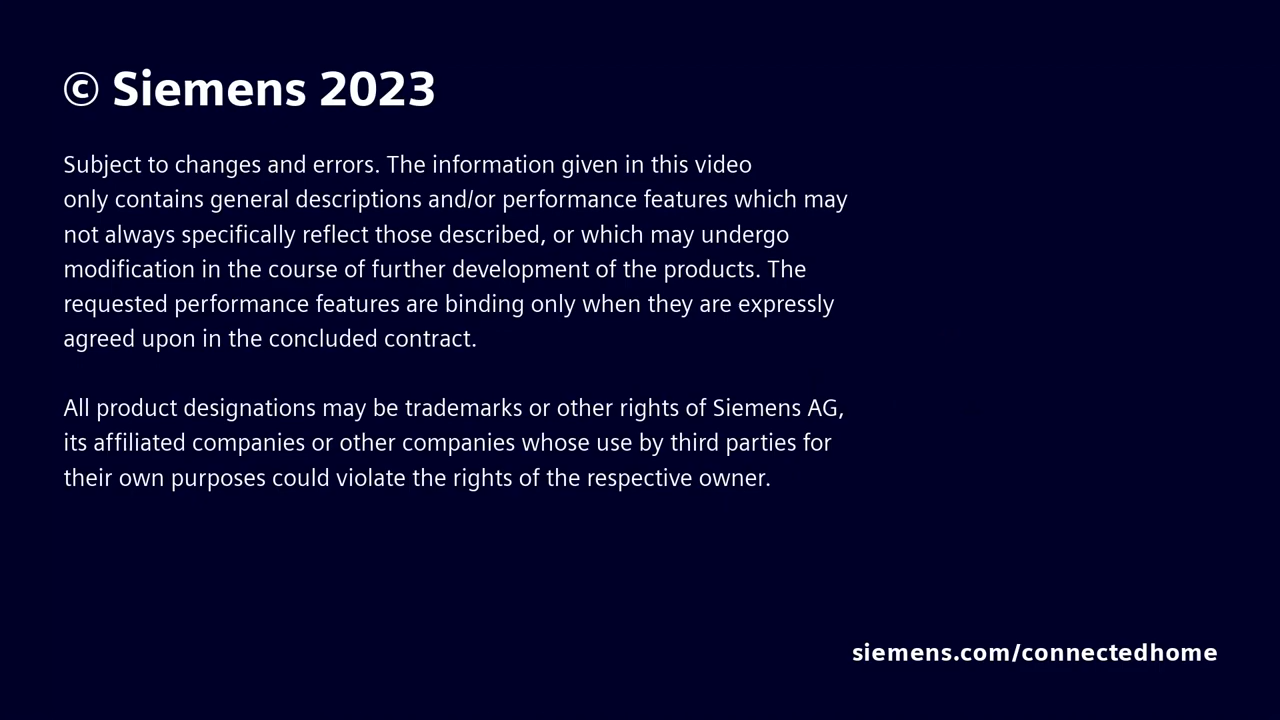 © Siemens 2023
Subject to changes and errors. The information given in this video
only contains general descriptions and/or performance features which may
not always specifically reflect those described, or which may undergo
modification in the course of further development of the products. The
requested performance features are binding only when they are expressly
agreed upon in the concluded contract.
All product designations may be trademarks or other rights of Siemens AG,
its affiliated companies or other companies whose use by third parties for
their own purposes could violate the rights of the respective owner.
siemens.com/connectedhome